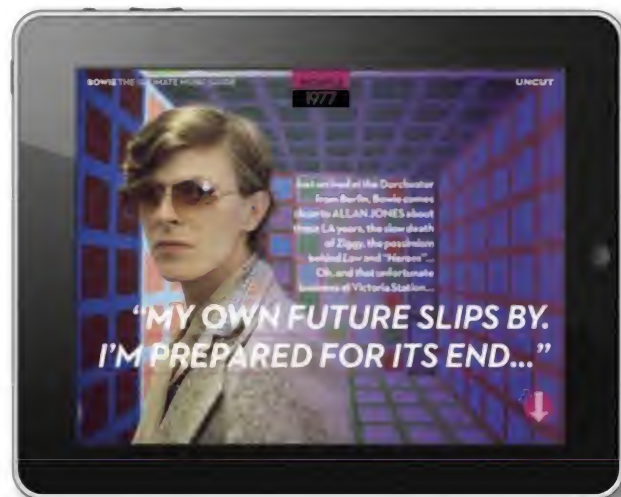 BOWIE THE ULTIMATE MUSIC GUIDE
UNCUT
1977
Just arrived at the Dorchester
from Berlin, Bowie comes
clean to ALLAN JONES about
those LA years, the slow death
of Ziggy, the pessimism
behind Low and "Heroes"...
Oh, and that unfortunate
business at Victoria Station...
"MY OWN FUTURE SLIPS BY.
I'M PREPARED FOR ITS END..."